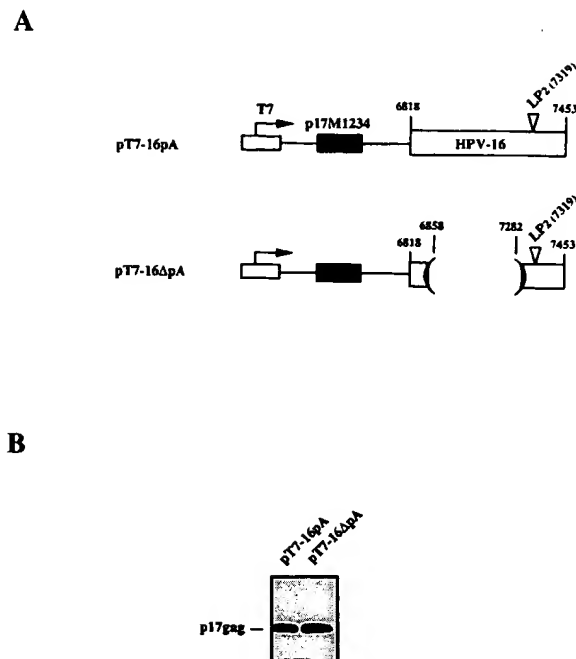 A
T7
p17M1234
6818
LP2 (7319)
7453
pT7-16pA
HPV-16
6818
6858
7282
LP2 (7319)
7453
pT7-16ΔpA
B
pT7-16pA
pT7-16ΔpA
p17gag